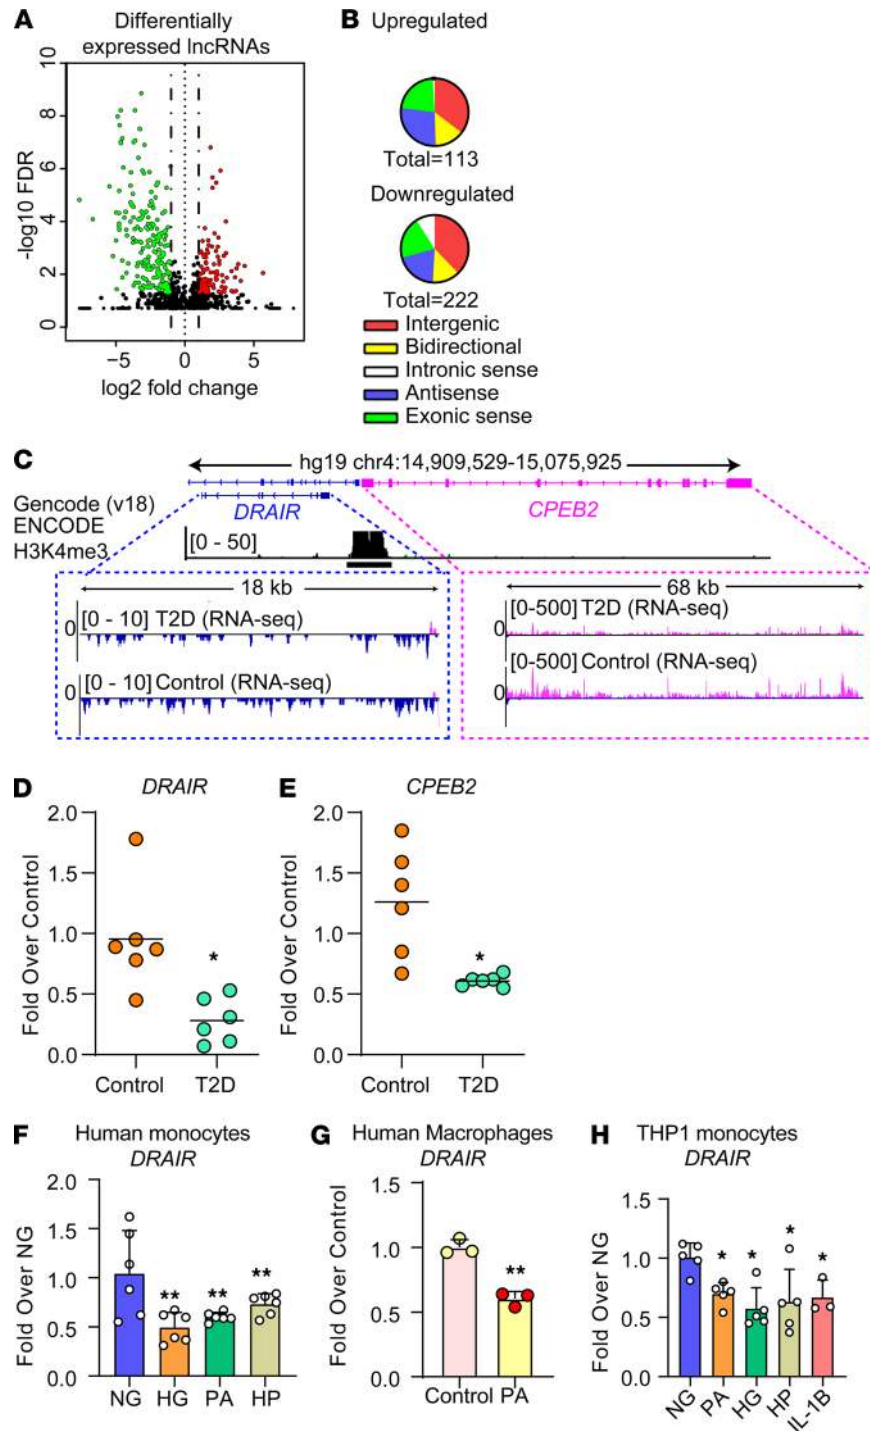 A
Differentially
expressed lncRNAs
-log10 FDR
10
8
6
4
2
0
−5
0
5
log2 fold change
B
Upregulated
Total=113
Downregulated
Total=222
Intergenic
Bidirectional
Intronic sense
Antisense
Exonic sense
C
hg19 chr4:14,909,529-15,075,925
Gencode (v18)
DRAIR
CPEB2
ENCODE
H3K4me3
[0 - 50]
18 kb
[0 - 10] T2D (RNA-seq)
0
[0 - 10] Control (RNA-seq)
0
68 kb
[0-500] T2D (RNA-seq)
0
[0-500] Control (RNA-seq)
0
D
DRAIR
Fold Over Control
2.0
1.5
1.0
0.5
0.0
*
Control
T2D
E
CPEB2
Fold Over Control
2.0
1.5
1.0
0.5
0.0
*
Control
T2D
F
Human monocytes
DRAIR
Fold Over NG
2.0
1.5
1.0
0.5
0.0
**
**
**
NG
HG
PA
HP
G
Human Macrophages
DRAIR
Fold Over Control
1.5
1.0
0.5
0.0
**
Control
PA
H
THP1 monocytes
DRAIR
Fold Over NG
1.5
1.0
0.5
0.0
*
*
*
*
NG
PA
HG
HP
IL-1B